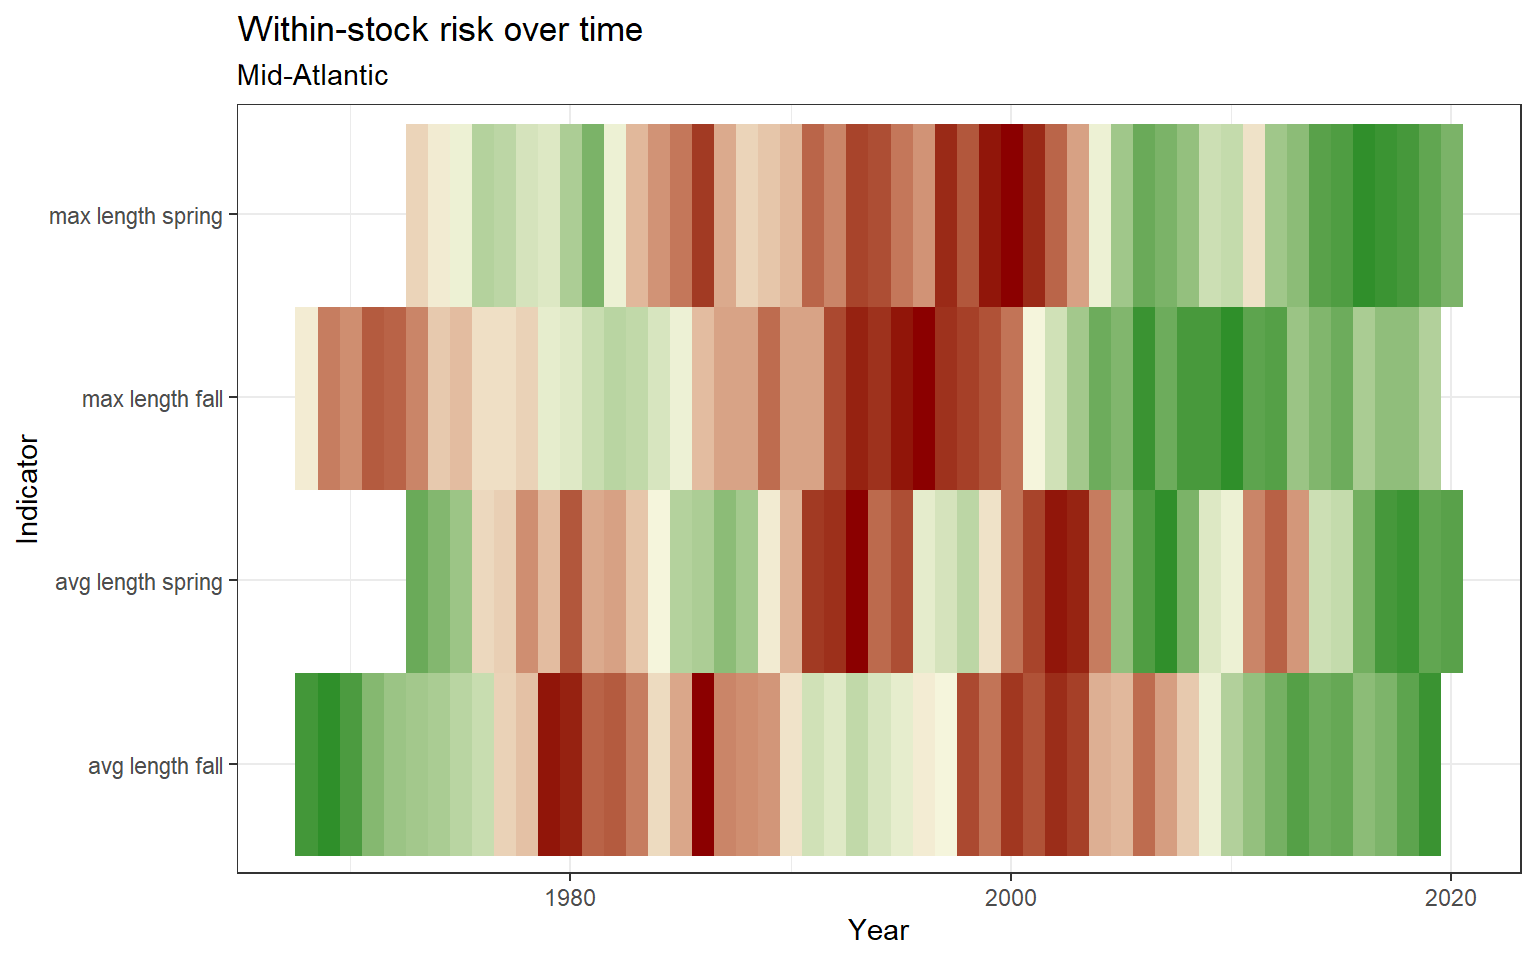 Within-stock risk over time
Mid-Atlantic
max length spring
max length fall
avg length spring
avg length fall
Indicator
1980
2000
2020
Year